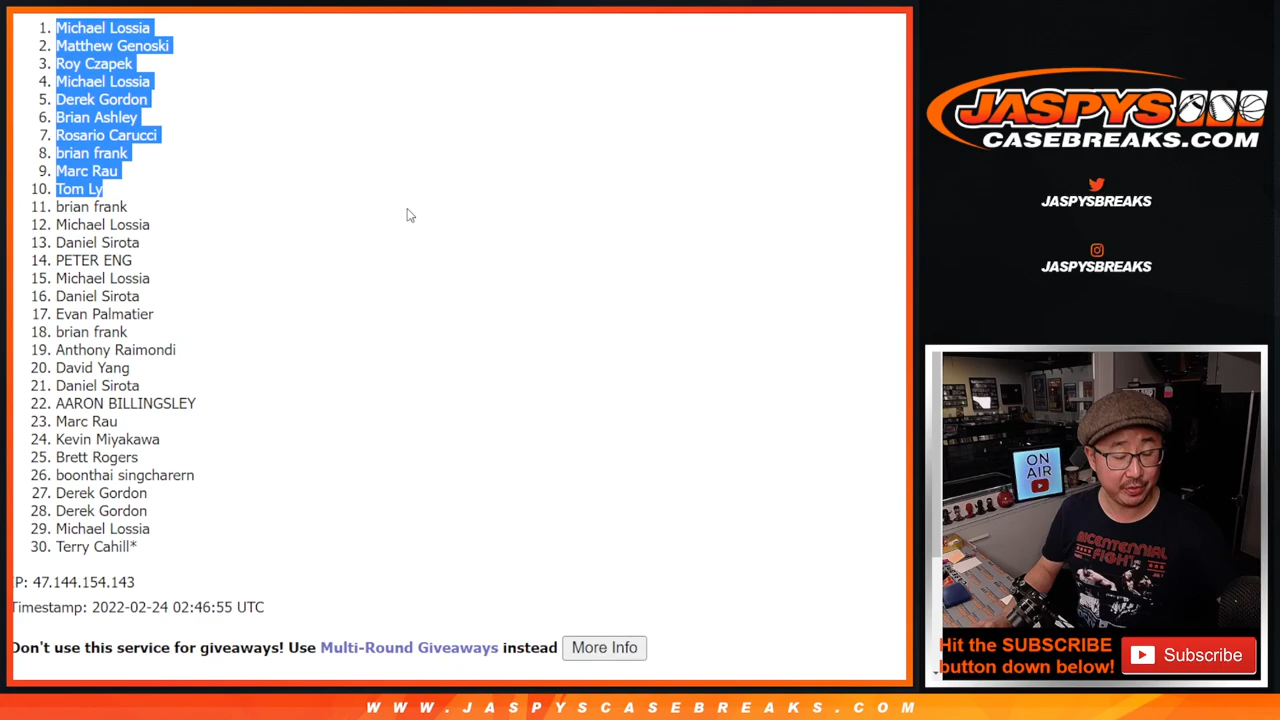 1. Michael Lossia
2. Matthew Genoski
3. Roy Czapek
4. Michael Lossia
5. Derek Gordon
6. Brian Ashley
7. Rosario Carucci
8. brian frank
9. Marc Rau
10. Tom Ly
11. brian frank
12. Michael Lossia
13. Daniel Sirota
14. PETER ENG
15. Michael Lossia
16. Daniel Sirota
17. Evan Palmatier
18. brian frank
19. Anthony Raimondi
20. David Yang
21. Daniel Sirota
22. AARON BILLINGSLEY
23. Marc Rau
24. Kevin Miyakawa
25. Brett Rogers
26. boonthai singcharern
27. Derek Gordon
28. Derek Gordon
29. Michael Lossia
30. Terry Cahill*
IP: 47.144.154.143
Timestamp: 2022-02-24 02:46:55 UTC
Don't use this service for giveaways! Use Multi-Round Giveaways instead More Info
JASPYS
CASEBREAKS.COM
JASPYSBREAKS
JASPYSBREAKS
ON
AIR
BICENTENNIAL
FIGHT
Hit the SUBSCRIBE
button down below!
Subscribe
WWW.JASPYSCASEBREAKS.COM